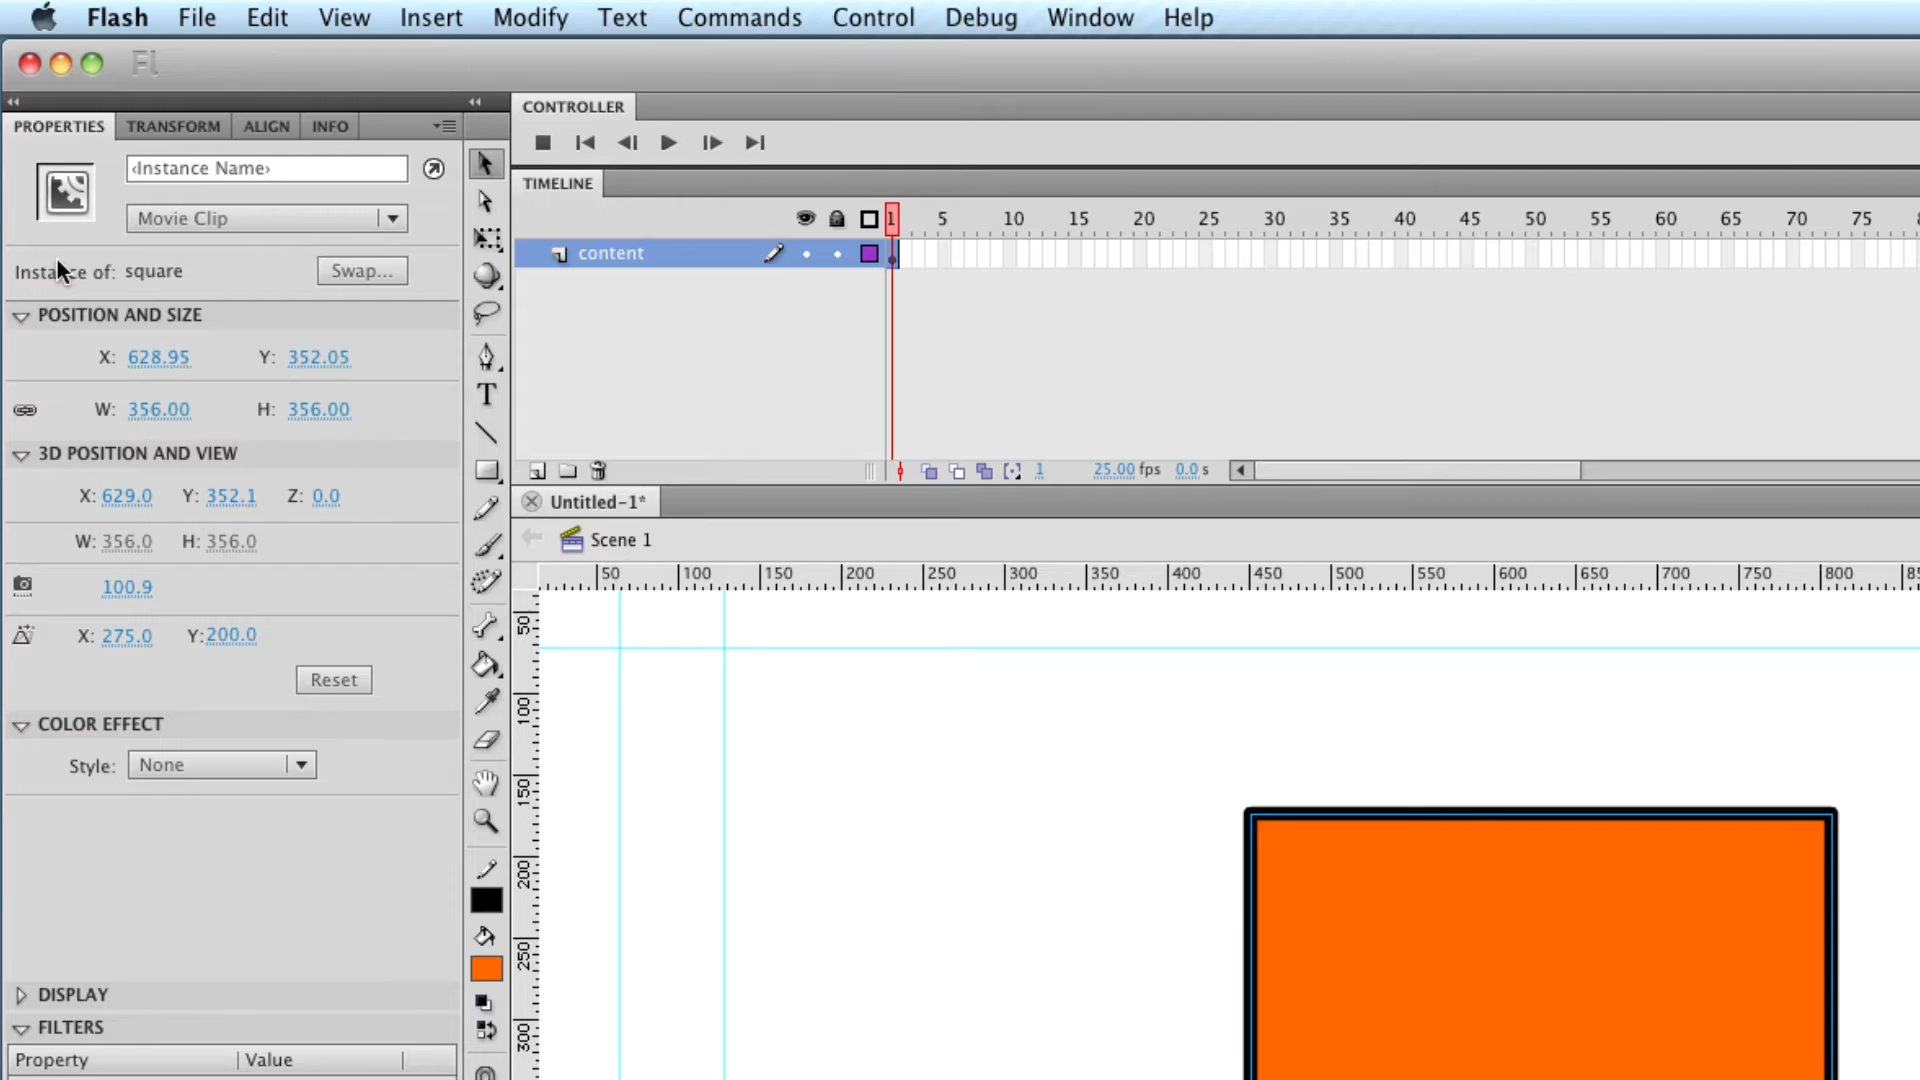 Flash File Edit View Insert Modify Text Commands Control Debug Window Help
Fl
PROPERTIES TRANSFORM ALIGN INFO
CONTROLLER
‹Instance Name›
Movie Clip
Instance of: square Swap...
POSITION AND SIZE
X: 628.95 Y: 352.05
W: 356.00 H: 356.00
3D POSITION AND VIEW
X: 629.0 Y: 352.1 Z: 0.0
W: 356.0 H: 356.0
100.9
X: 275.0 Y: 200.0
Reset
COLOR EFFECT
Style: None
DISPLAY
FILTERS
Property Value
T
TIMELINE
1 5 10 15 20 25 30 35 40 45 50 55 60 65 70 75
content
1 25.00 fps 0.0 s
Untitled-1*
Scene 1
50 100 150 200 250 300 350 400 450 500 550 600 650 700 750 800
50
100
150
200
250
300